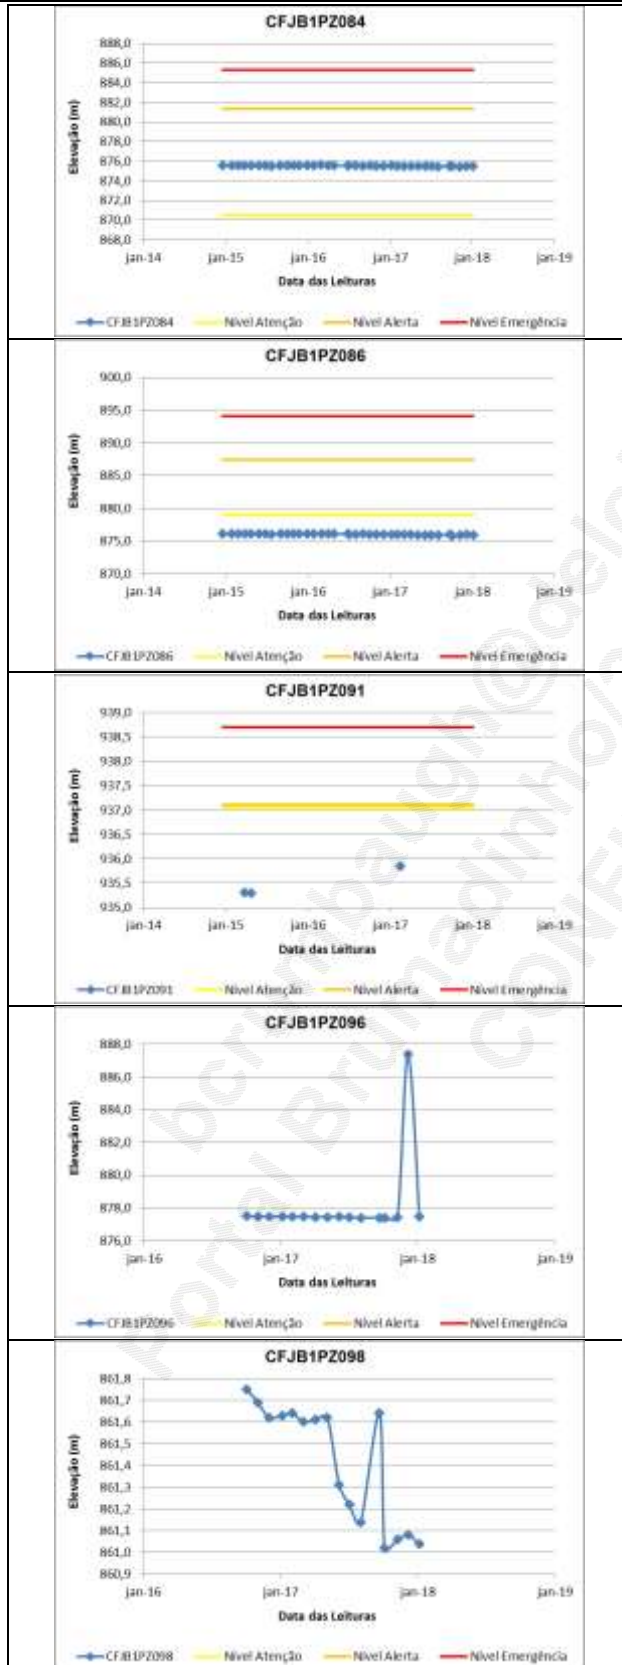 CFJB1PZ084
Elevação (m)
888,0
886,0
884,0
882,0
880,0
878,0
876,0
874,0
872,0
870,0
868,0
jan-14 jan-15 jan-16 jan-17 jan-18 jan-19
Data das Leituras
CFJB1PZ084 Nível Atenção Nível Alerta Nível Emergência
CFJB1PZ086
Elevação (m)
900,0
895,0
890,0
885,0
880,0
875,0
870,0
jan-14 jan-15 jan-16 jan-17 jan-18 jan-19
Data das Leituras
CFJB1PZ086 Nível Atenção Nível Alerta Nível Emergência
CFJB1PZ091
Elevação (m)
939,0
938,5
938,0
937,5
937,0
936,5
936,0
935,5
935,0
jan-14 jan-15 jan-16 jan-17 jan-18 jan-19
Data das Leituras
CFJB1PZ091 Nível Atenção Nível Alerta Nível Emergência
CFJB1PZ096
Elevação (m)
888,0
886,0
884,0
882,0
880,0
878,0
876,0
jan-16 jan-17 jan-18 jan-19
Data das Leituras
CFJB1PZ096 Nível Atenção Nível Alerta Nível Emergência
CFJB1PZ098
Elevação (m)
861,8
861,7
861,6
861,5
861,4
861,3
861,2
861,1
861,0
860,9
jan-16 jan-17 jan-18 jan-19
Data das Leituras
CFJB1PZ098 Nível Atenção Nível Alerta Nível Emergência